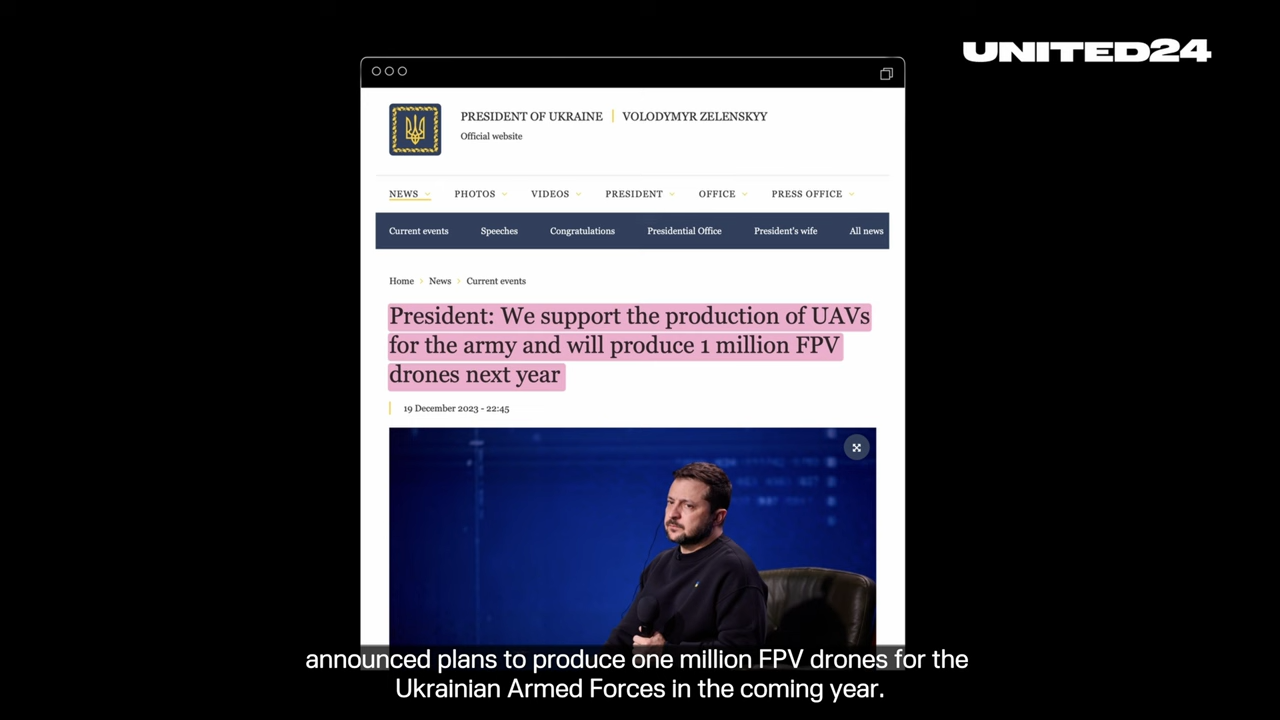 UNITED24
PRESIDENT OF UKRAINE | VOLODYMYR ZELENSKYY
Official website
NEWS PHOTOS VIDEOS PRESIDENT OFFICE PRESS OFFICE
Current events Speeches Congratulations Presidential Office President's wife All news
Home > News > Current events
President: We support the production of UAVs
for the army and will produce 1 million FPV
drones next year
19 December 2023 - 22:45
announced plans to produce one million FPV drones for the
Ukrainian Armed Forces in the coming year.